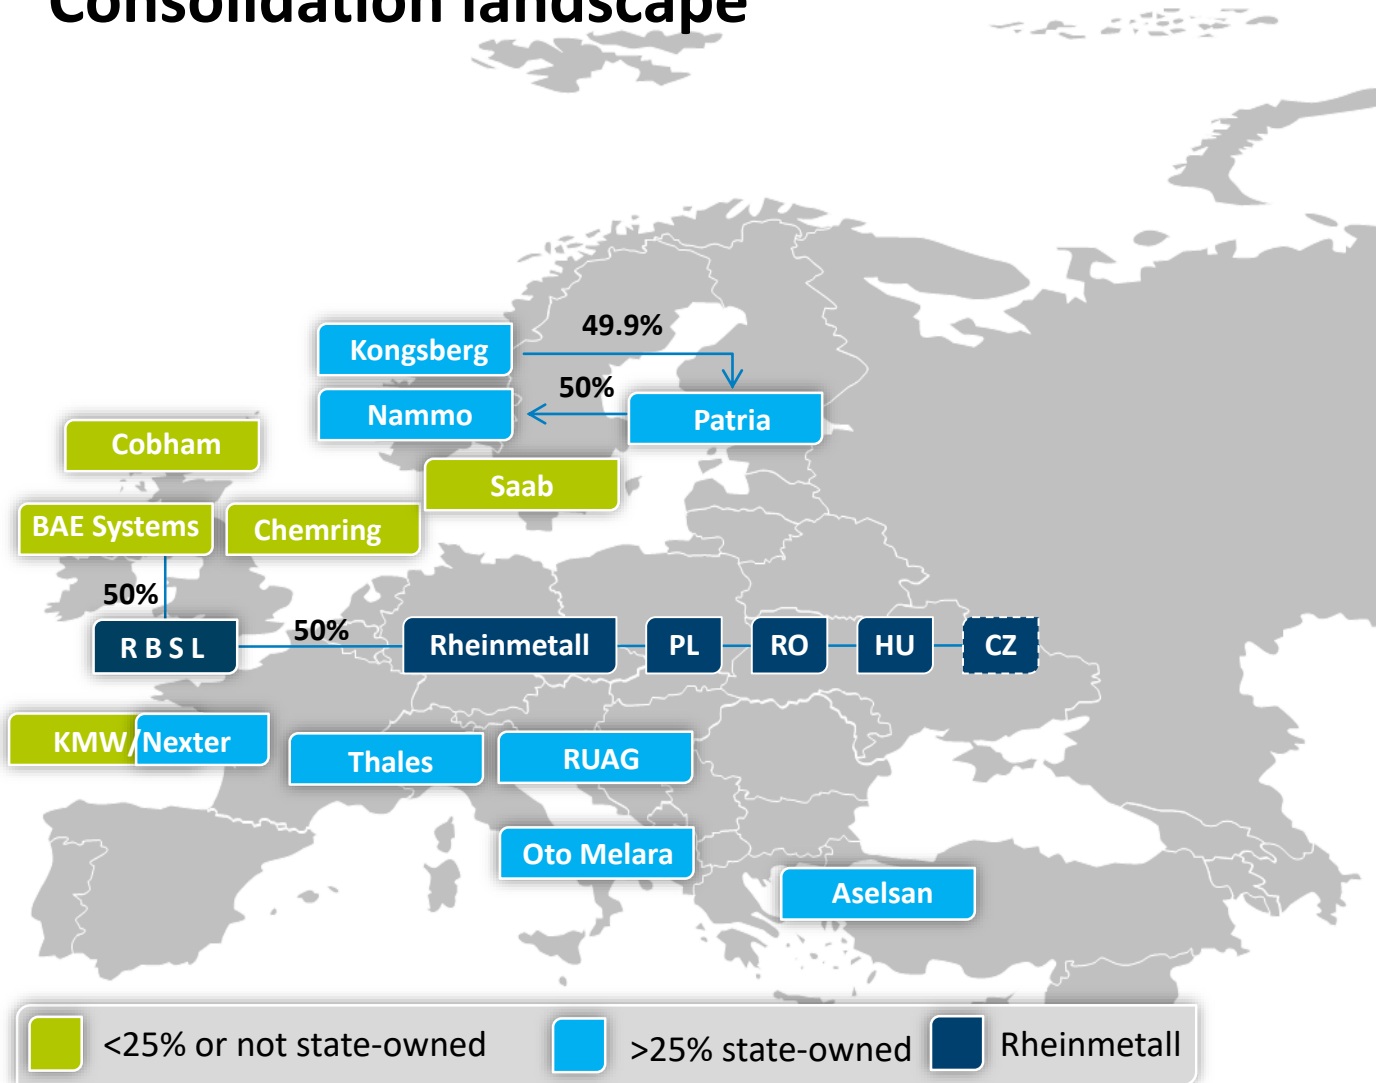 Consolidation landscape
49.9%
Kongsberg
50%
Nammo
Patria
Cobham
Saab
BAE Systems
Chemring
50%
50%
R B S L
Rheinmetall
PL
RO
HU
CZ
KMW/Nexter
Thales
RUAG
Oto Melara
Aselsan
<25% or not state-owned
>25% state-owned
Rheinmetall